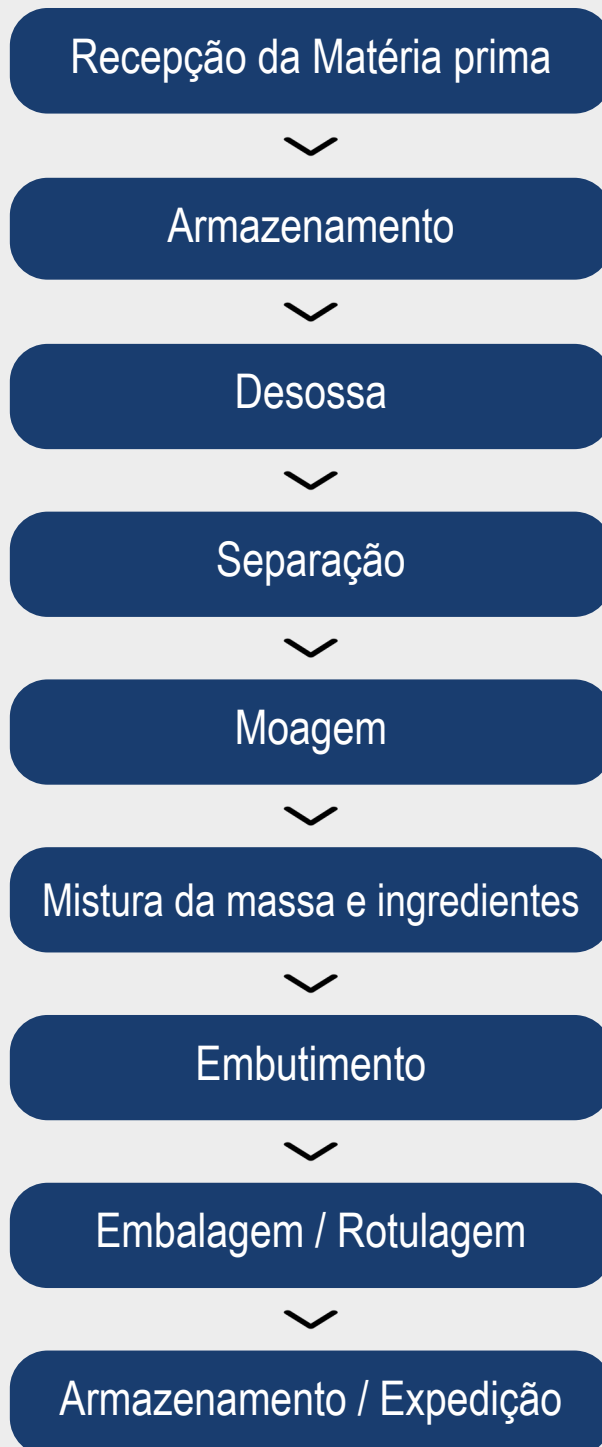 Recepção da Matéria prima
Armazenamento
Desossa
Separação
Moagem
Mistura da massa e ingredientes
Embutimento
Embalagem / Rotulagem
Armazenamento / Expedição